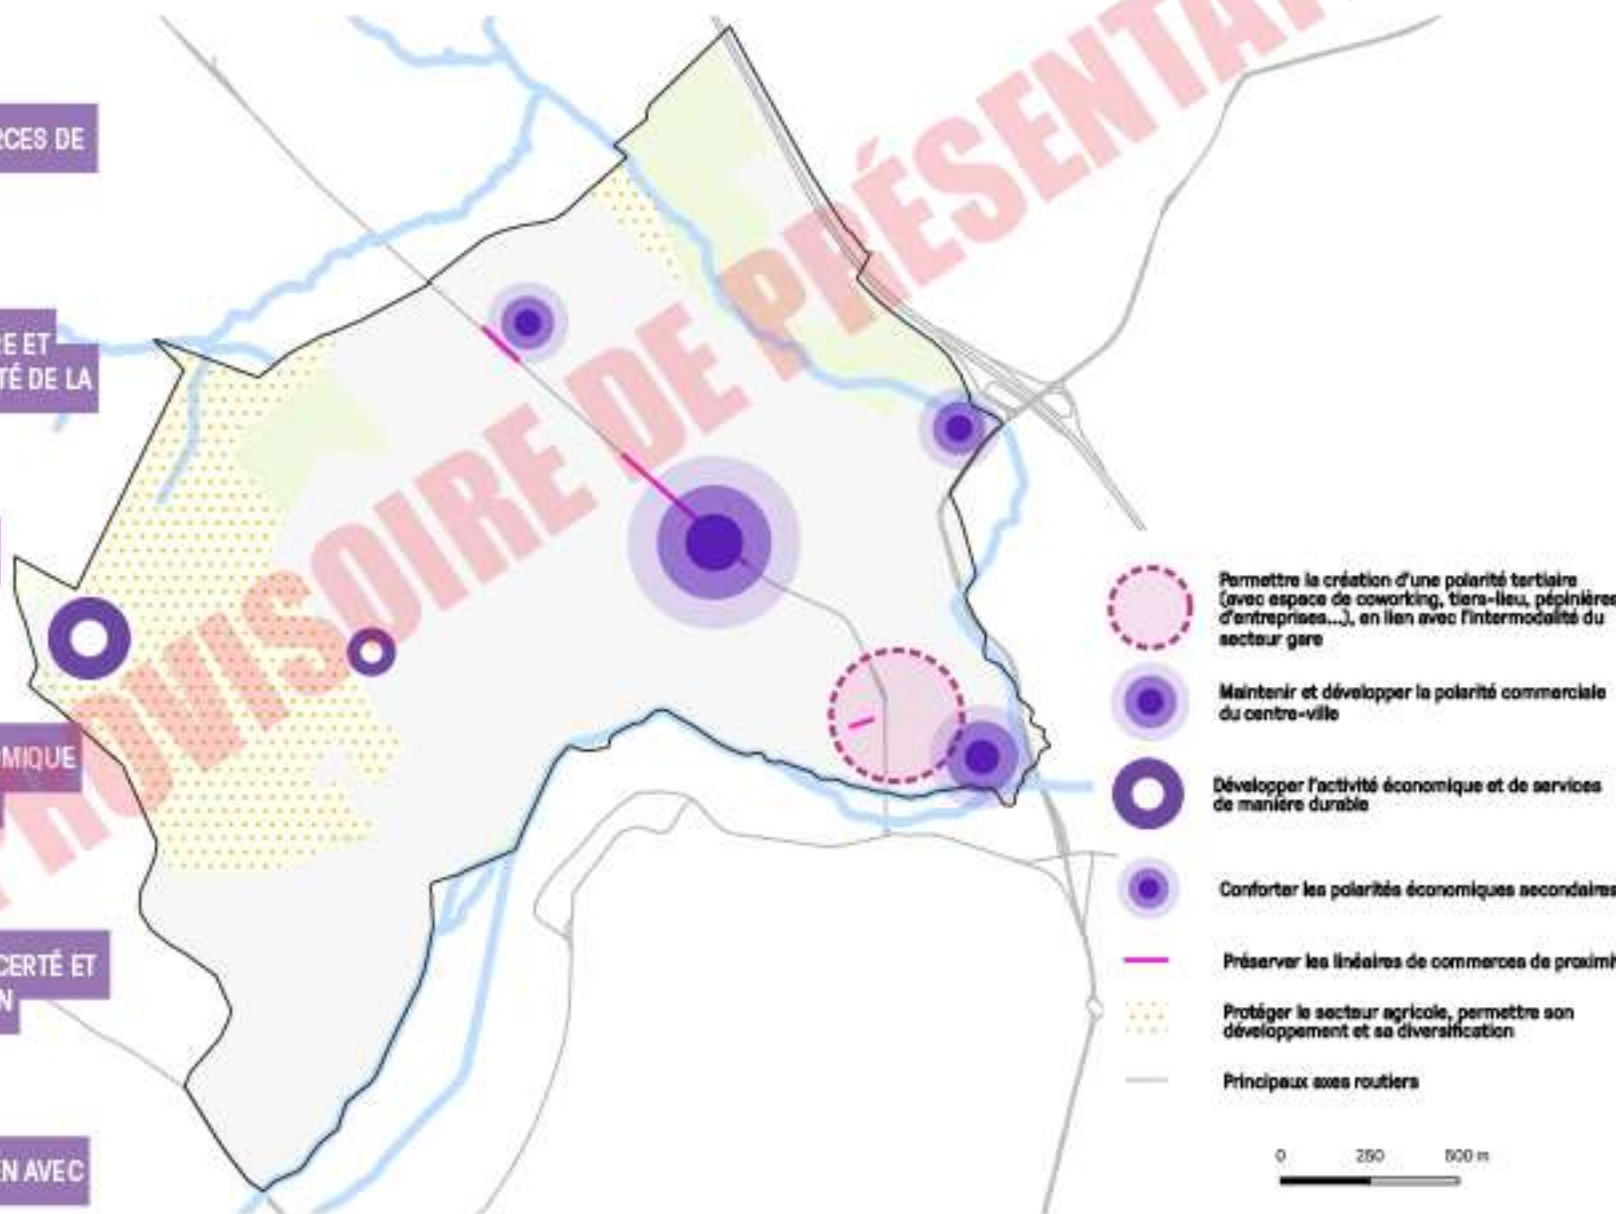 PROVISOIRE DE PRÉSENTA
RCES DE
RE ET
TÉ DE LA
MIQUE
CERTÉ ET
N
EN AVEC
Permettre la création d'une polarité tertiaire
(avec espace de coworking, tiers-lieu, pépinières
d'entreprises...), en lien avec l'intermodalité du
secteur gare
Maintenir et développer la polarité commerciale
du centre-ville
Développer l'activité économique et de services
de manière durable
Conforter les polarités économiques secondaires
Préserver les linéaires de commerces de proximi
Protéger le secteur agricole, permettre son
développement et sa diversification
Principaux axes routiers
0 250 500 m